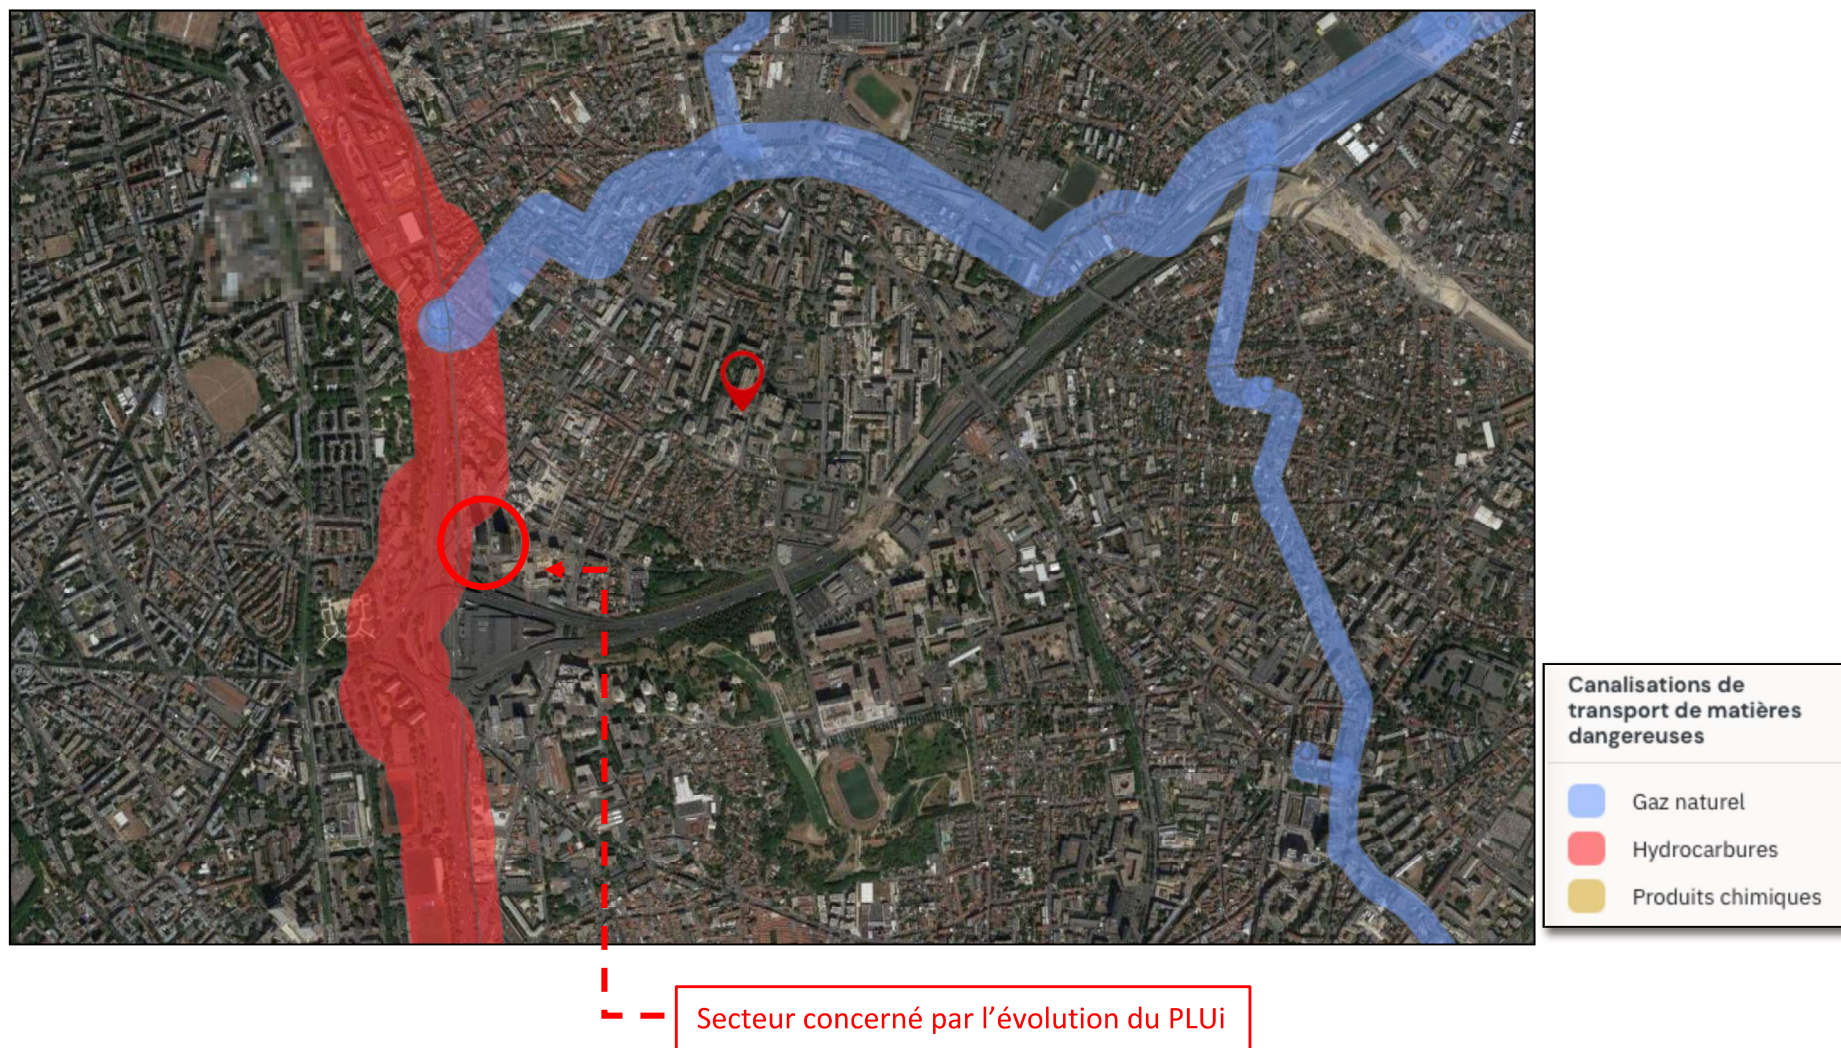 Canalisations de
transport de matières
dangereuses
Gaz naturel
Hydrocarbures
Produits chimiques
Secteur concerné par l’évolution du PLUi